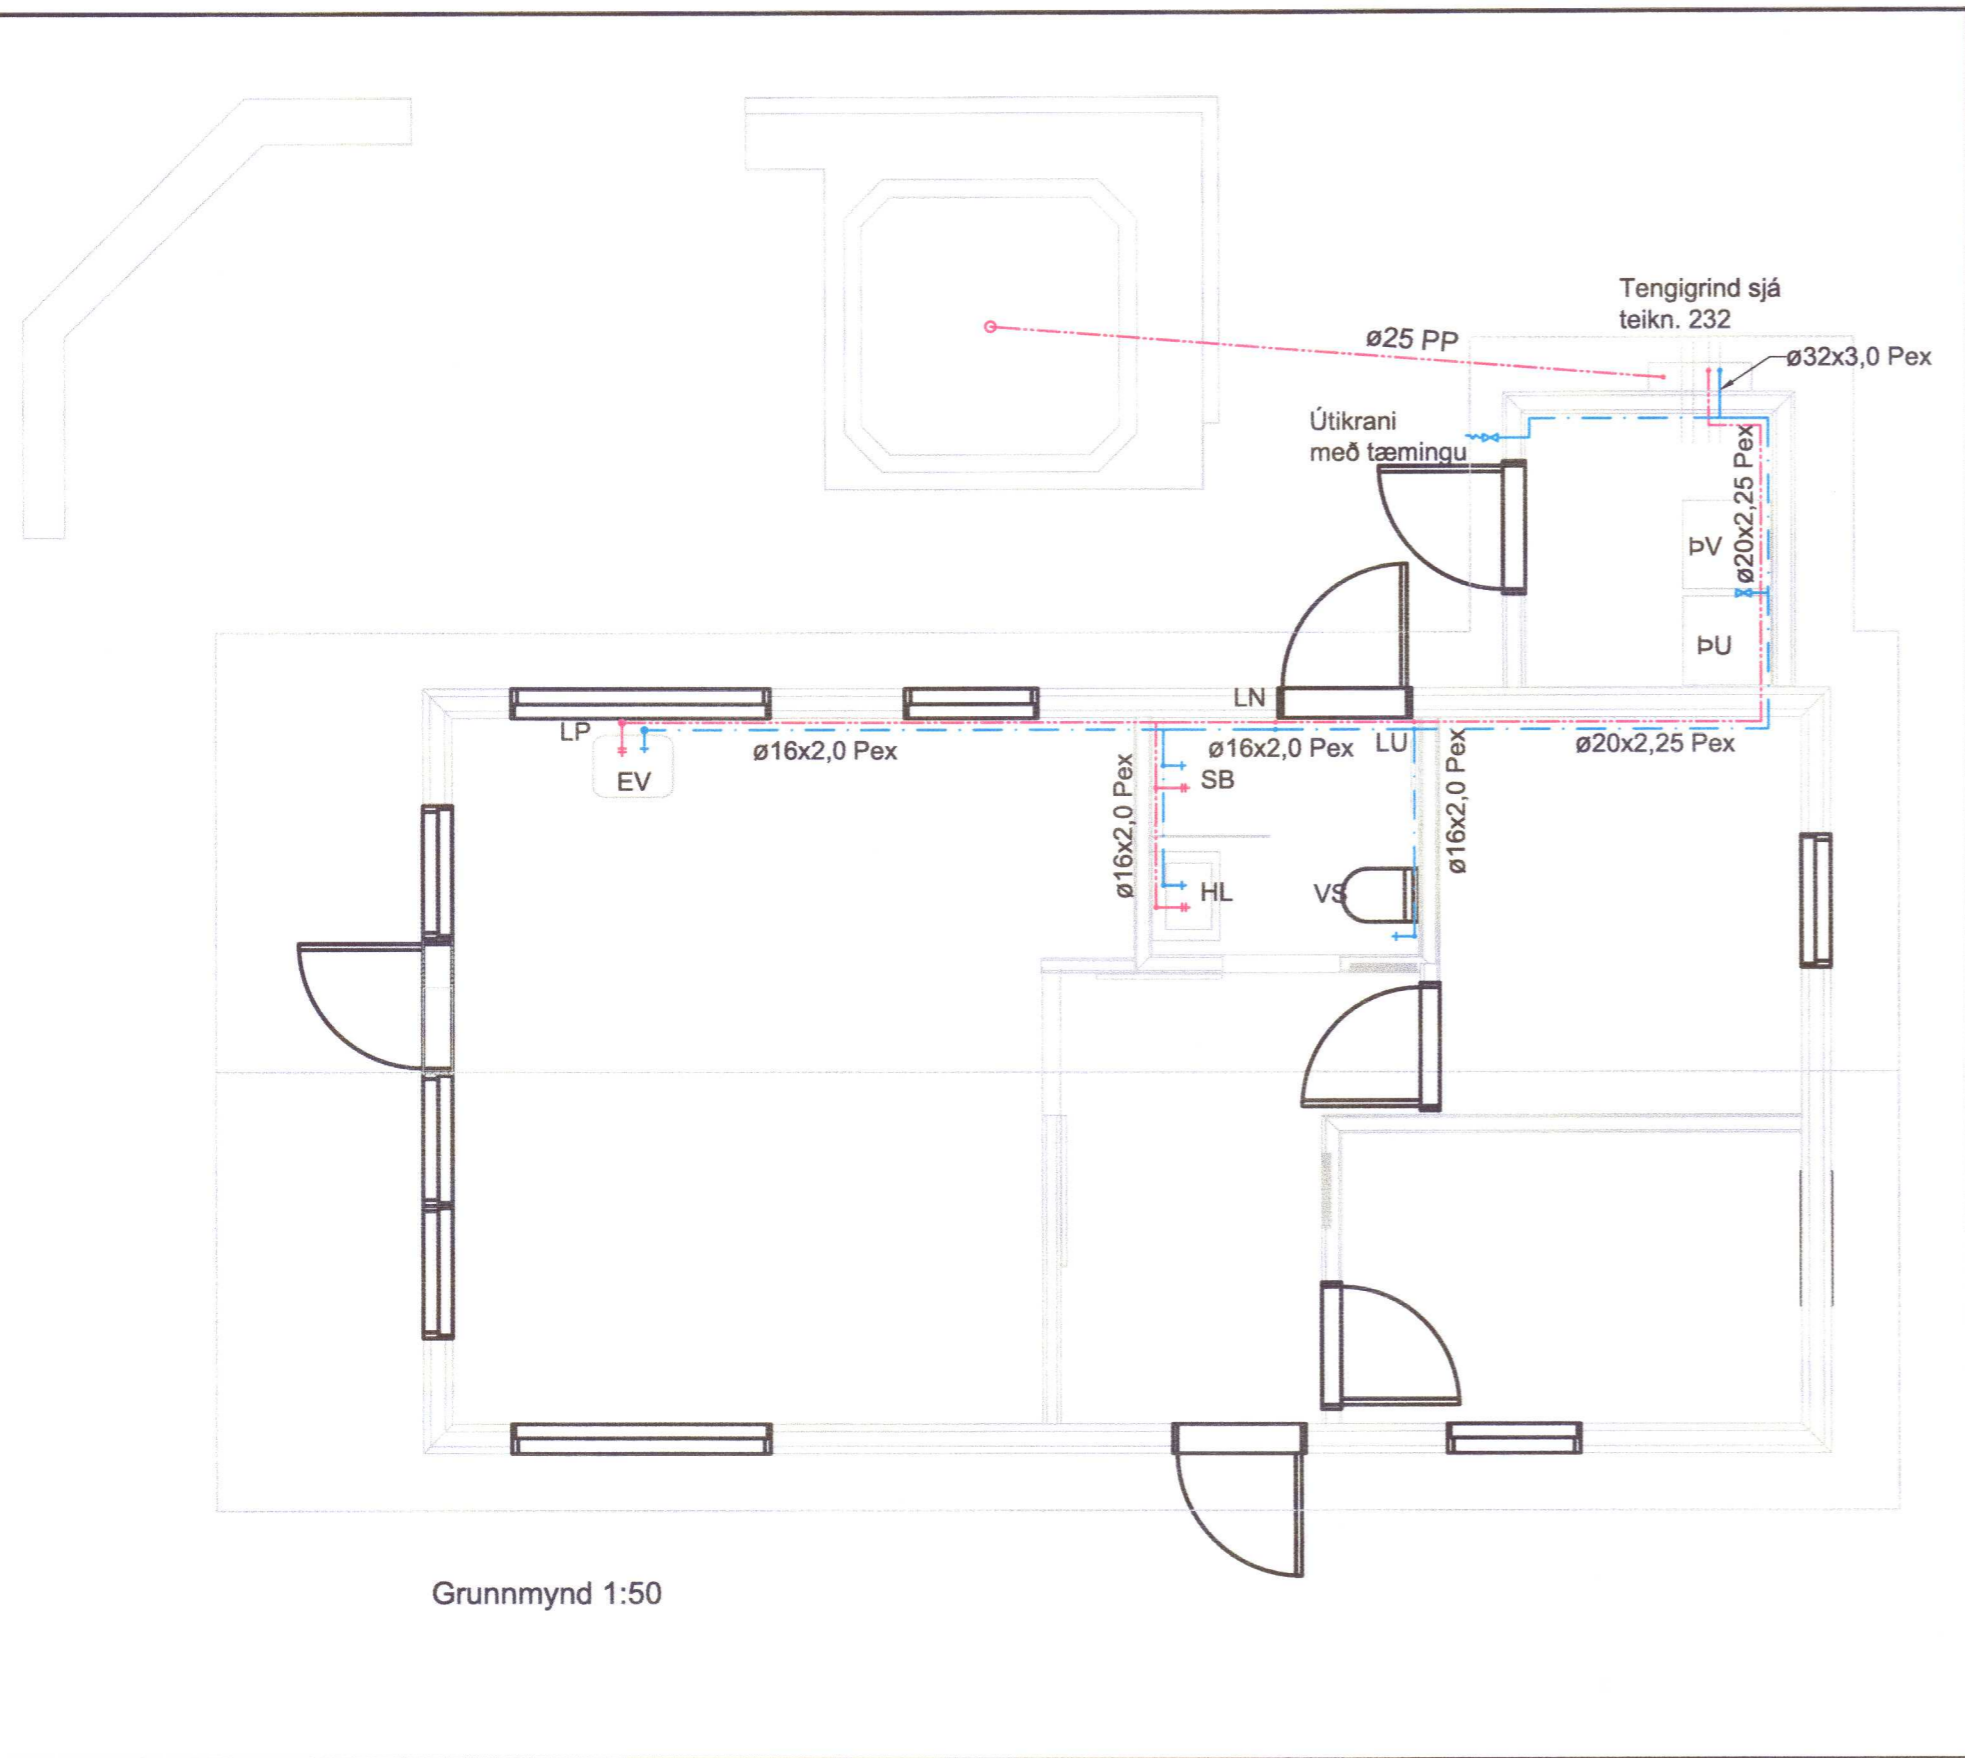 Tengigrind sjá
teikn. 232
ø25 PP
ø32x3,0 Pex
Útikrani
með tæmingu
ø20x2,25 Pex
ÞV
ÞU
LN
LP
ø16x2,0 Pex
ø16x2,0 Pex
LU
ø20x2,25 Pex
EV
SB
ø16x2,0 Pex
ø16x2,0 Pex
HL
VS
Grunnmynd 1:50